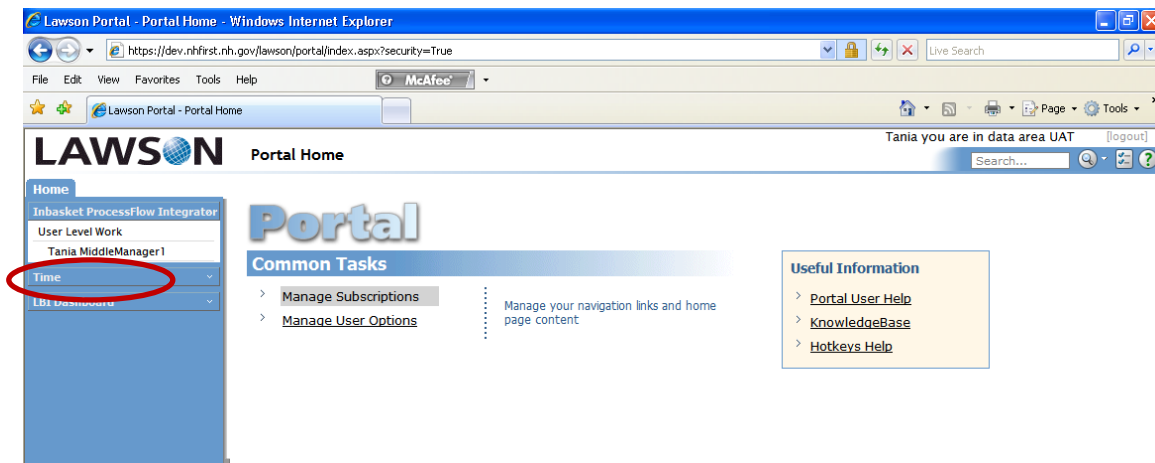 Lawson Portal - Portal Home - Windows Internet Explorer
https://dev.nhfirst.nh.gov/lawson/portal/index.aspx?security=True
Live Search
File Edit View Favorites Tools Help
McAfee
Lawson Portal - Portal Home
Page Tools
LAWSON
Portal Home
Tania you are in data area UAT [logout]
Search...
Home
Inbasket ProcessFlow Integrator
User Level Work
Tania MiddleManager1
Time
LBI Dashboard
Portal
Common Tasks
Manage Subscriptions
Manage User Options
Manage your navigation links and home
page content
Useful Information
Portal User Help
KnowledgeBase
Hotkeys Help